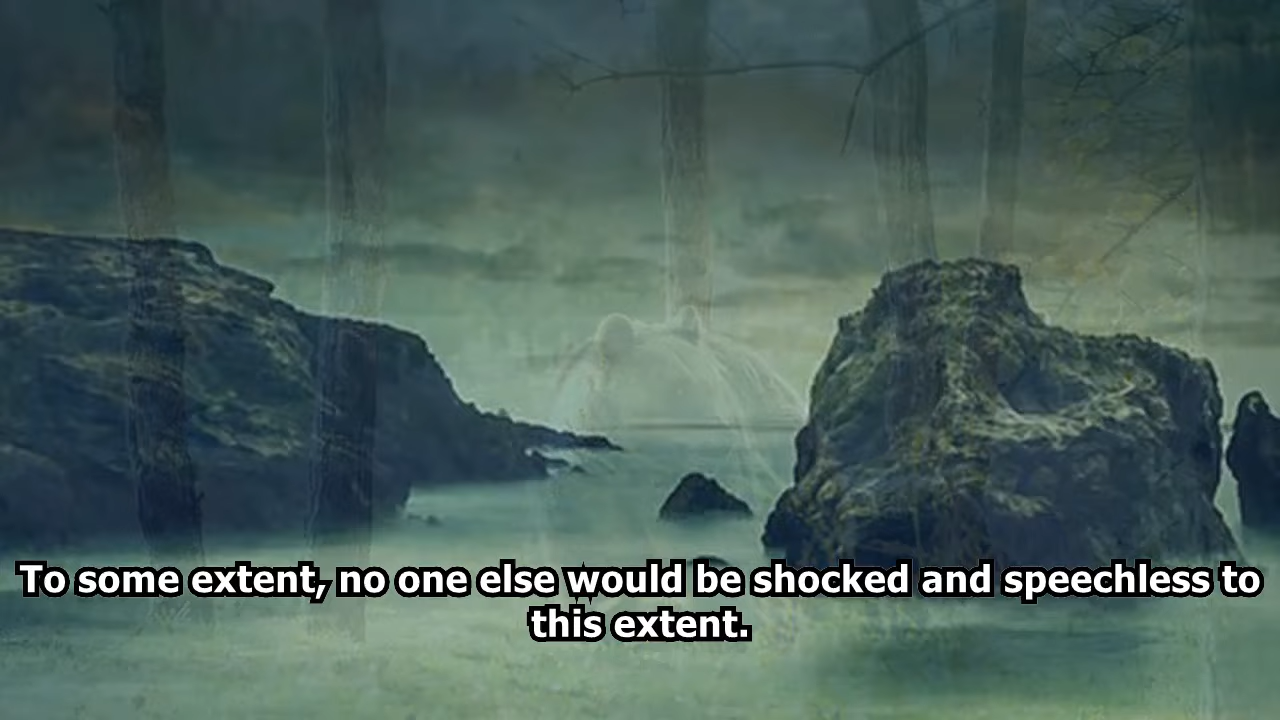 To some extent, no one else would be shocked and speechless to
this extent.